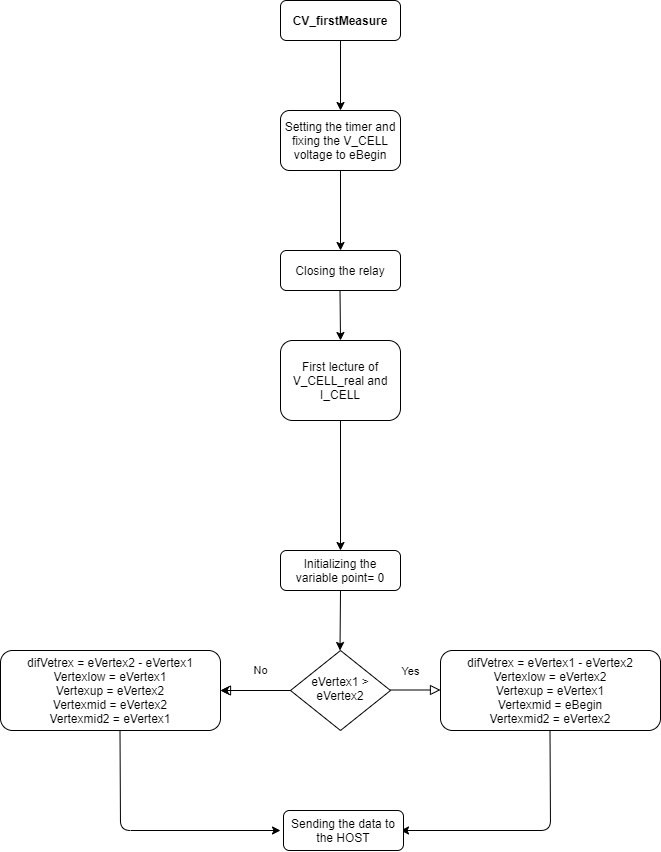 CV_firstMeasure
Setting the timer and
fixing the V_CELL
voltage to eBegin
Closing the relay
First lecture of
V_CELL_real and
I_CELL
Initializing the
variable point= 0
eVertex1 >
eVertex2
No
Yes
difVetrex = eVertex2 - eVertex1
Vertexlow = eVertex1
Vertexup = eVertex2
Vertexmid = eVertex2
Vertexmid2 = eVertex1
difVetrex = eVertex1 - eVertex2
Vertexlow = eVertex2
Vertexup = eVertex1
Vertexmid = eBegin
Vertexmid2 = eVertex2
Sending the data to
the HOST